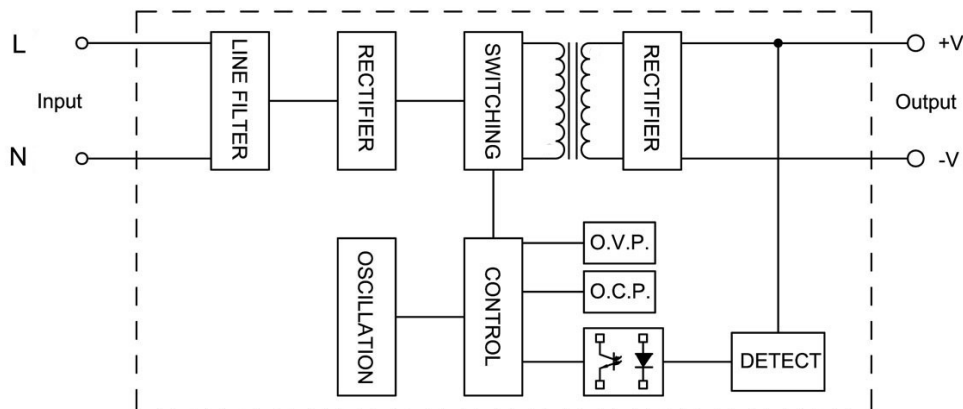 L
Input
N
LINE FILTER
RECTIFIER
SWITCHING
RECTIFIER
+V
Output
-V
OSCILLATION
CONTROL
O.V.P.
O.C.P.
DETECT